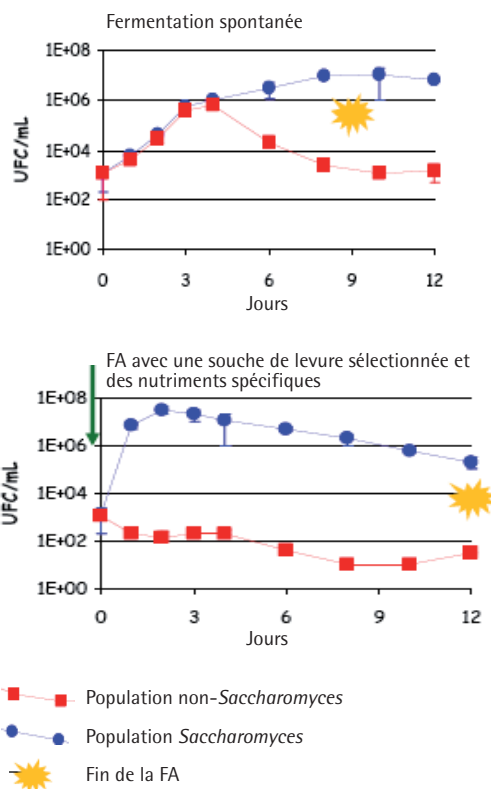 Fermentation spontanée
1E+08
1E+06
1E+04
1E+02
1E+00
UFC/mL
0 3 6 9 12
Jours
FA avec une souche de levure sélectionnée et
des nutriments spécifiques
1E+08
1E+06
1E+04
1E+02
1E+00
UFC/mL
0 3 6 9 12
Jours
Population non-Saccharomyces
Population Saccharomyces
Fin de la FA